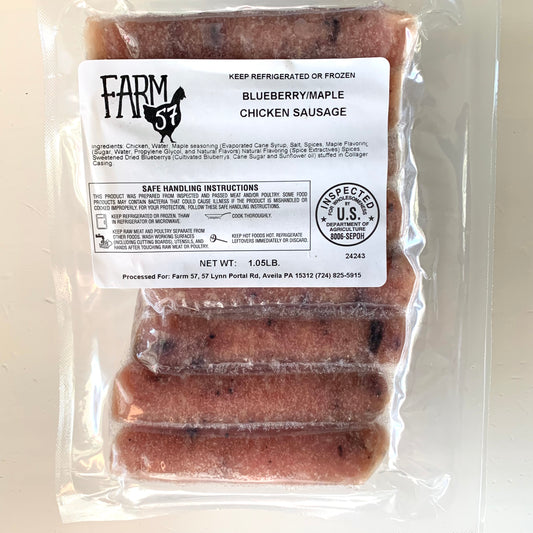 FARM
57
KEEP REFRIGERATED OR FROZEN
BLUEBERRY/MAPLE
CHICKEN SAUSAGE
Ingredients: Chicken, Water, Maple seasoning (Evaporated Cane Syrup, Salt, Spices, Maple Flavoring
(Sugar, Water, Propylene Glycol, and Natural Flavors) Natural Flavoring (Spice Extractives) Spices,
Sweetened Dried Blueberrys (Cultivated Bluberry, Cane Sugar and Sunflower oil) stuffed in Collagen
Casing.
SAFE HANDLING INSTRUCTIONS
THIS PRODUCT WAS PREPARED FROM INSPECTED AND PASSED MEAT AND/OR POULTRY. SOME FOOD
PRODUCTS MAY CONTAIN BACTERIA THAT COULD CAUSE ILLNESS IF THE PRODUCT IS MISHANDLED OR
COOKED IMPROPERLY. FOR YOUR PROTECTION, FOLLOW THESE SAFE HANDLING INSTRUCTIONS.
KEEP REFRIGERATED OR FROZEN. THAW
IN REFRIGERATOR OR MICROWAVE.
COOK THOROUGHLY.
KEEP RAW MEAT AND POULTRY SEPARATE FROM
OTHER FOODS. WASH WORKING SURFACES
(INCLUDING CUTTING BOARDS), UTENSILS, AND
HANDS AFTER TOUCHING RAW MEAT OR POULTRY.
KEEP HOT FOODS HOT. REFRIGERATE
LEFTOVERS IMMEDIATELY OR DISCARD.
INSPECTED
FOR WHOLESOMENESS
BY
U.S.
DEPARTMENT OF
AGRICULTURE
8006-SEPOH
NET WT: 1.05LB.
24243
Processed For: Farm 57, 57 Lynn Portal Rd, Aveila PA 15312 (724) 825-5915